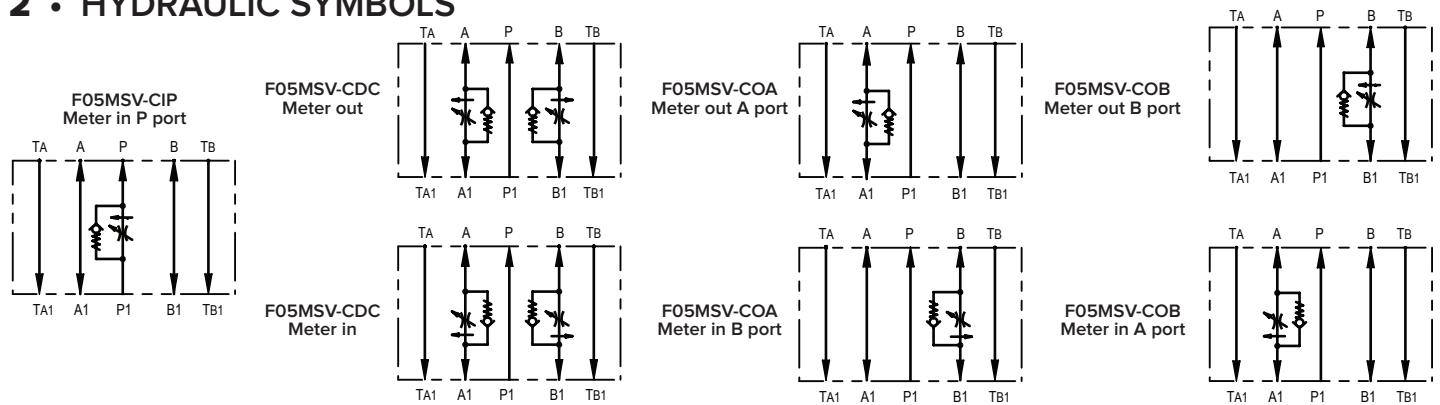 2 • HYDRAULIC SYMBOLS
F05MSV-CIP
Meter in P port
TA A P B TB
TA1 A1 P1 B1 TB1
F05MSV-CDC
Meter out
TA A P B TB
TA1 A1 P1 B1 TB1
F05MSV-COA
Meter out A port
TA A P B TB
TA1 A1 P1 B1 TB1
F05MSV-COB
Meter out B port
TA A P B TB
TA1 A1 P1 B1 TB1
F05MSV-CDC
Meter in
TA A P B TB
TA1 A1 P1 B1 TB1
F05MSV-COA
Meter in B port
TA A P B TB
TA1 A1 P1 B1 TB1
F05MSV-COB
Meter in A port
TA A P B TB
TA1 A1 P1 B1 TB1